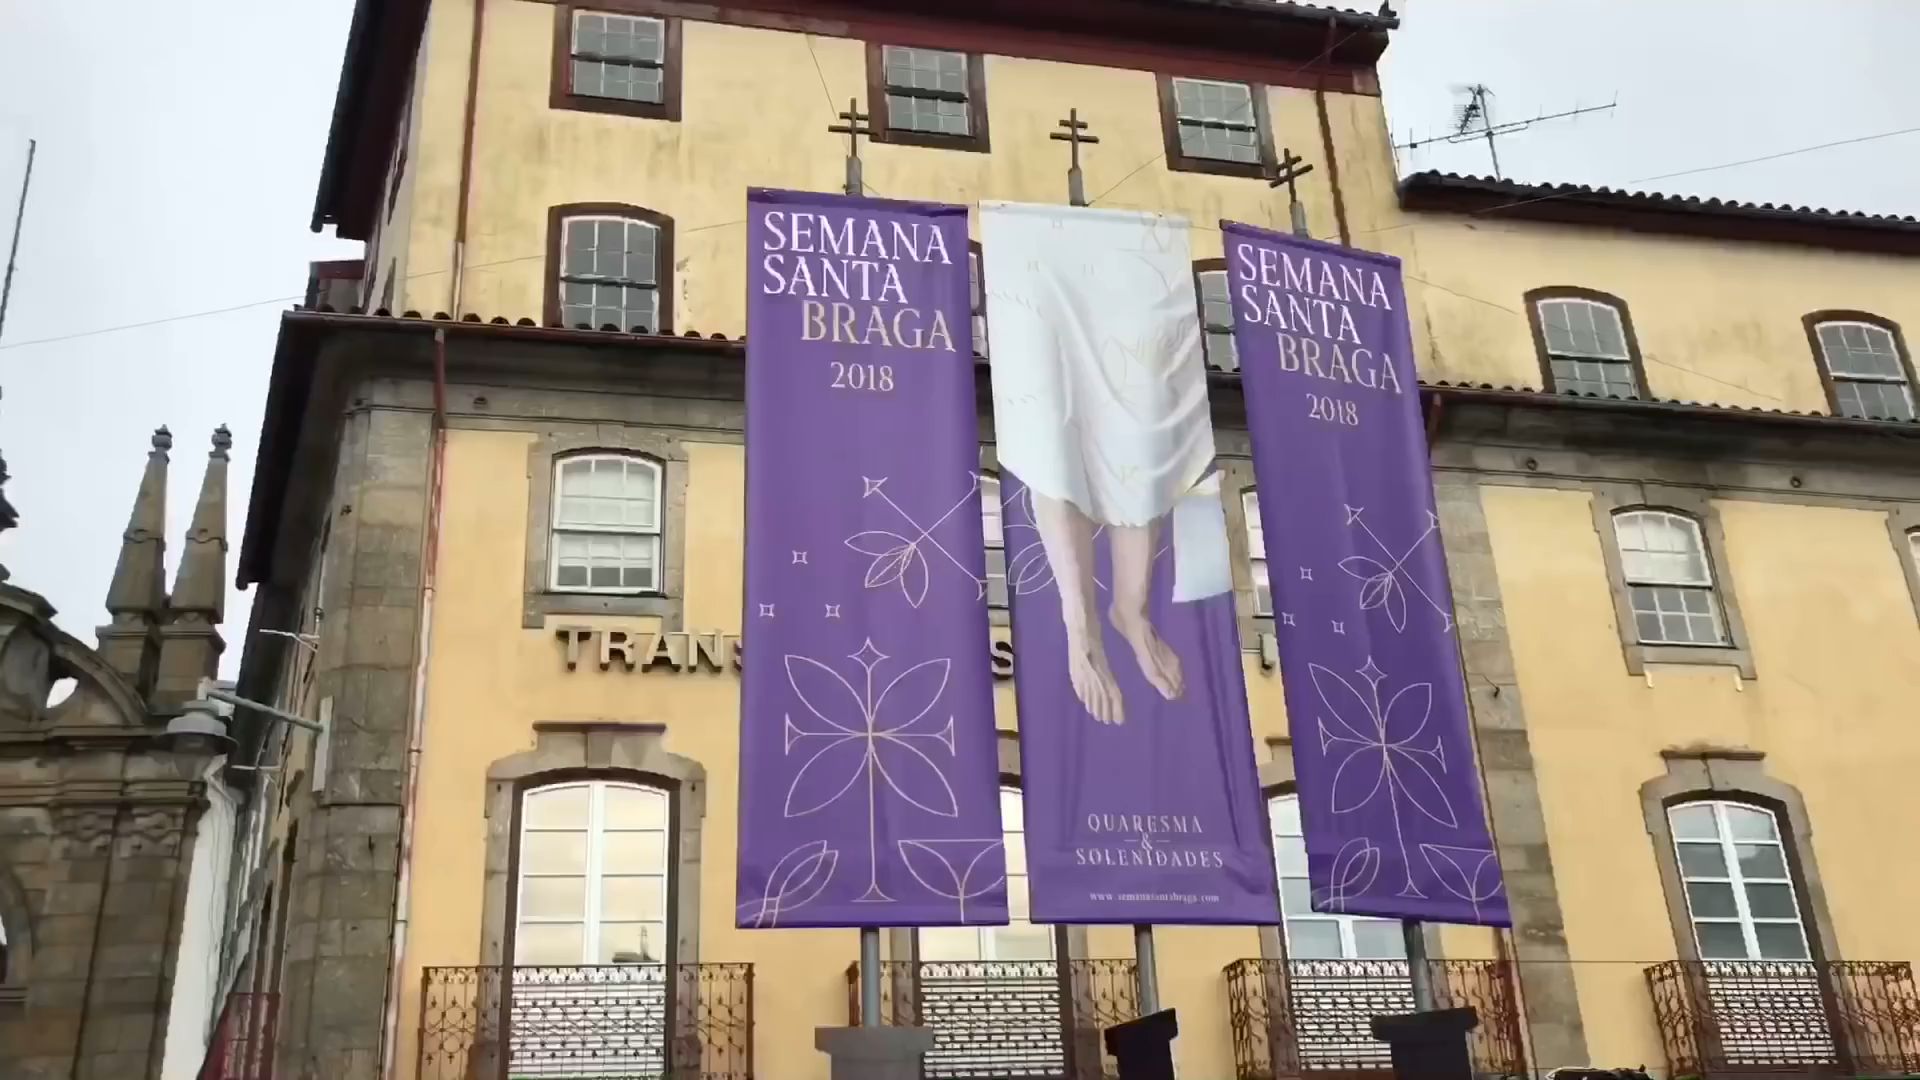 SEMANA
SANTA
BRAGA
2018
QUARESMA
&
SOLENIDADES
www.semanasantabraga.com
SEMANA
SANTA
BRAGA
2018
TRANS